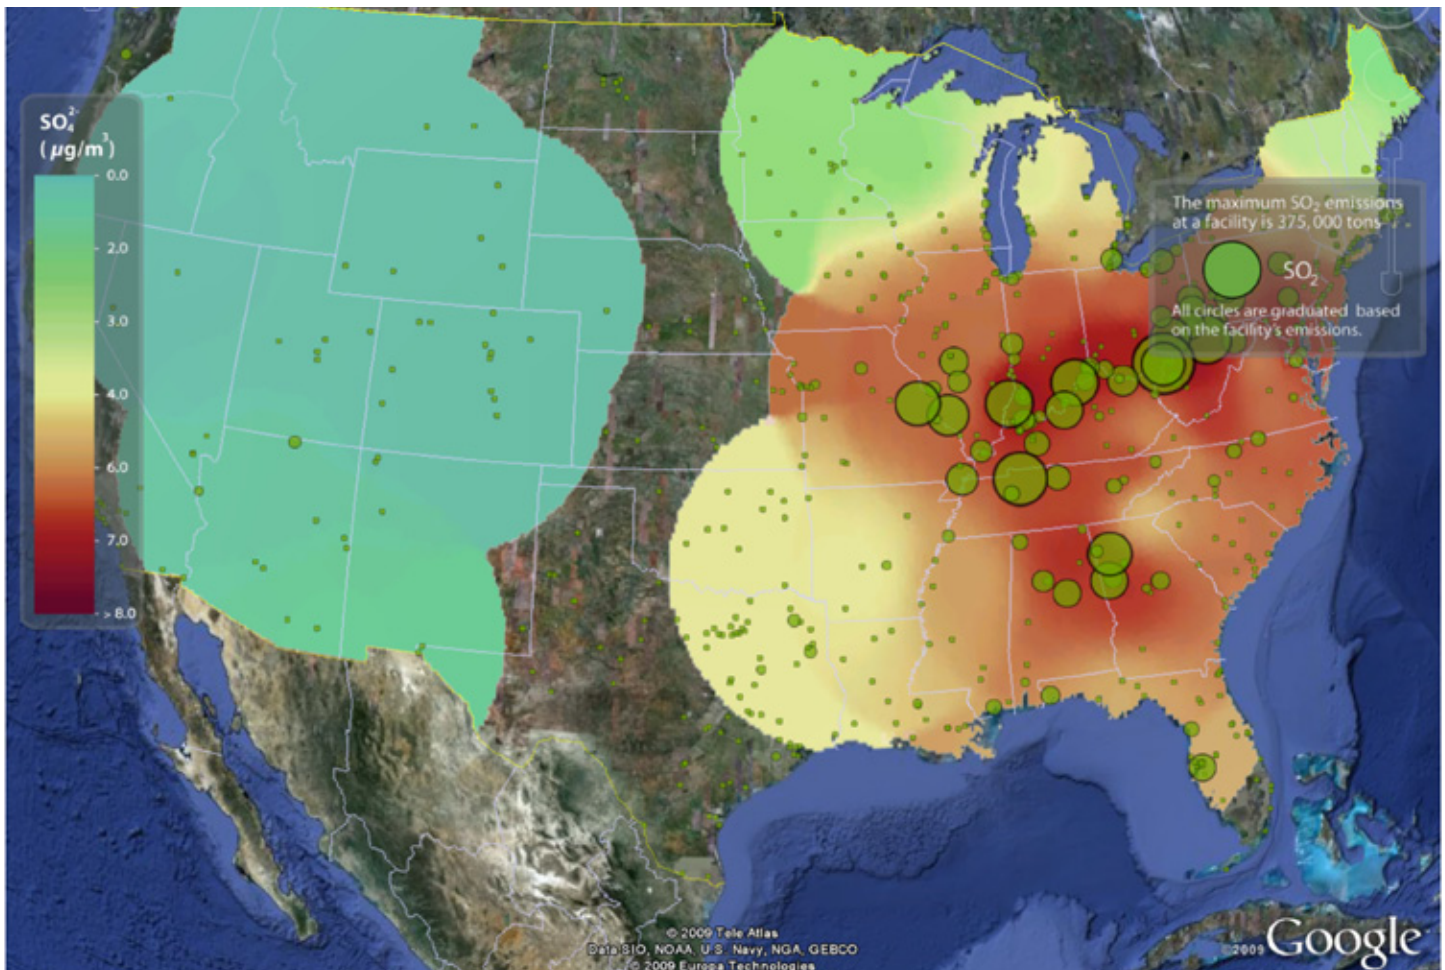 SO₄²⁻
(µg/m³)
0.0
2.0
3.0
4.0
6.0
7.0
> 8.0
The maximum SO₂ emissions
at a facility is 375,000 tons
SO₂
All circles are graduated based
on the facility's emissions.
© 2009 Tele Atlas
Data SIO, NOAA, U.S. Navy, NGA, GEBCO
© 2009 Europa Technologies
©2009 Google